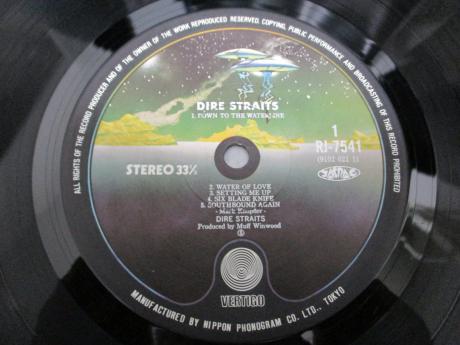 ALL RIGHTS OF THE RECORD PRODUCER AND OF THE OWNER OF THE WORK REPRODUCED RESERVED. COPYING, PUBLIC PERFORMANCE AND BROADCASTING OF THIS RECORD PROHIBITED
DIRE STRAITS
1. DOWN TO THE WATERLINE
1
RJ-7541
(9102 021 1)
STEREO 33⅓
2. WATER OF LOVE
3. SETTING ME UP
4. SIX BLADE KNIFE
5. SOUTHBOUND AGAIN
- Mark Knopfler -
DIRE STRAITS
Produced by Muff Winwood
VERTIGO
MANUFACTURED BY NIPPON PHONOGRAM CO. LTD., TOKYO